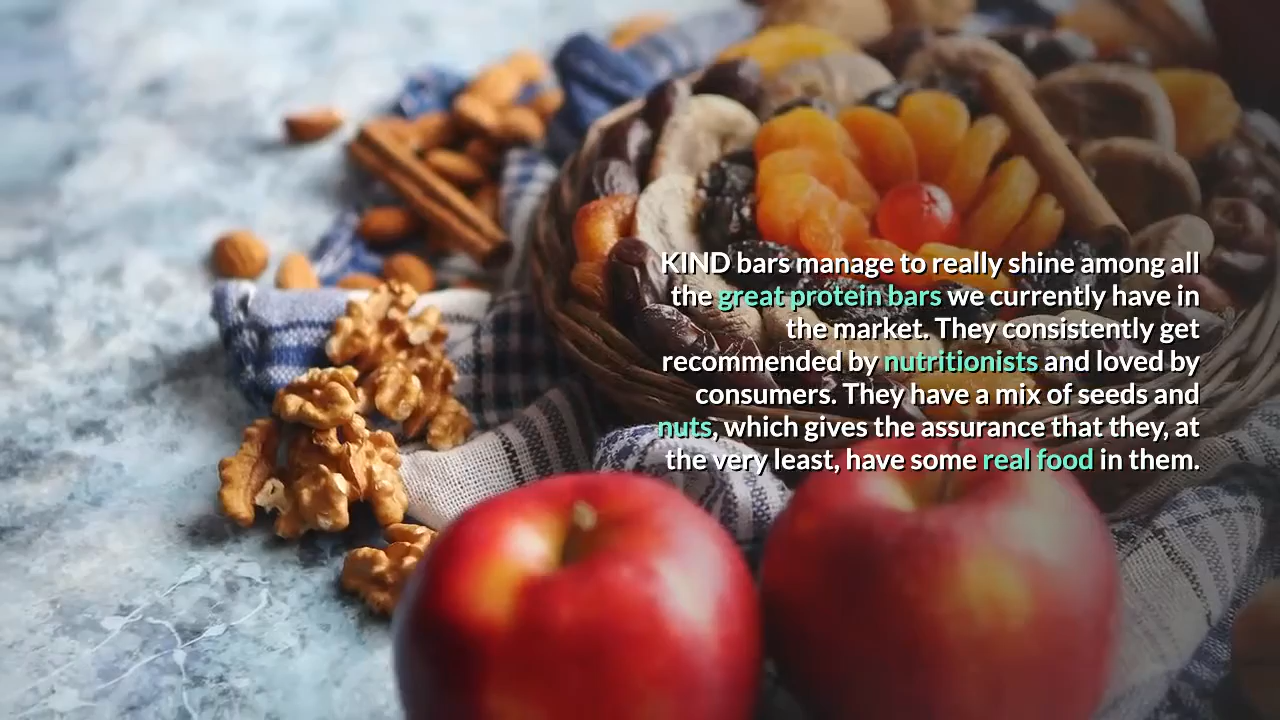 KIND bars manage to really shine among all
the great protein bars we currently have in
the market. They consistently get
recommended by nutritionists and loved by
consumers. They have a mix of seeds and
nuts, which gives the assurance that they, at
the very least, have some real food in them.